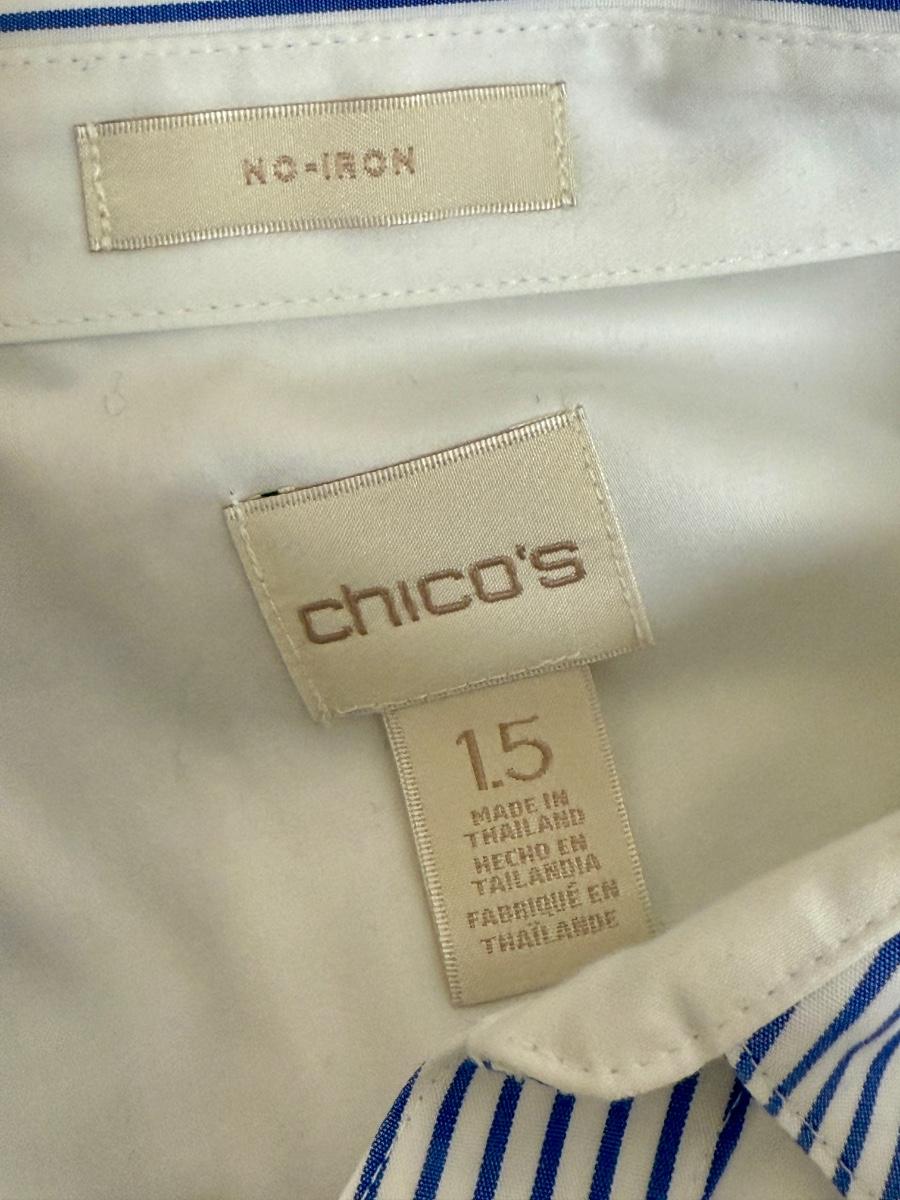 NO-IRON
chico's
1.5
MADE IN
THAILAND
HECHO EN
TAILANDIA
FABRIQUÉ EN
THAÏLANDE